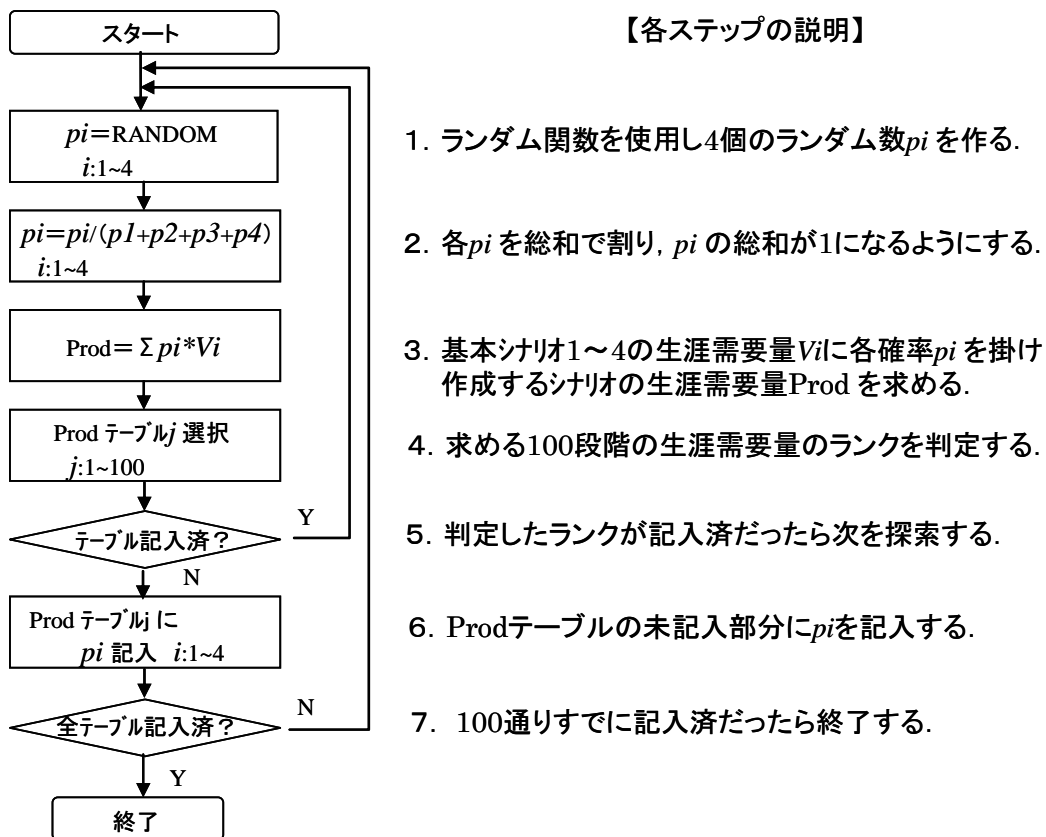 スタート
pi=RANDOM
i:1~4
pi=pi/(p1+p2+p3+p4)
i:1~4
Prod=Σpi*Vi
Prod テーブルj 選択
j:1~100
テーブル記入済?
Y
N
Prod テーブルj に
pi 記入 i:1~4
全テーブル記入済?
N
Y
終了
【各ステップの説明】
1. ランダム関数を使用し4個のランダム数pi を作る.
2. 各pi を総和で割り, pi の総和が1になるようにする.
3. 基本シナリオ1~4の生涯需要量Viに各確率pi を掛け
作成するシナリオの生涯需要量Prod を求める.
4. 求める100段階の生涯需要量のランクを判定する.
5. 判定したランクが記入済だったら次を探索する.
6. Prodテーブルの未記入部分にpiを記入する.
7. 100通りすでに記入済だったら終了する.